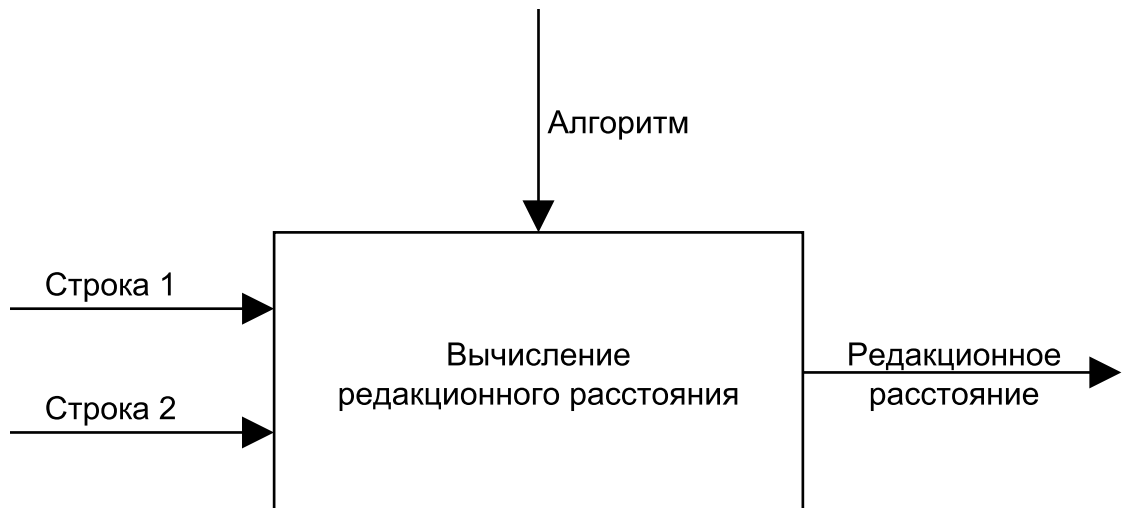 Алгоритм
Строка 1
Строка 2
Вычисление
редакционного расстояния
Редакционное
расстояние